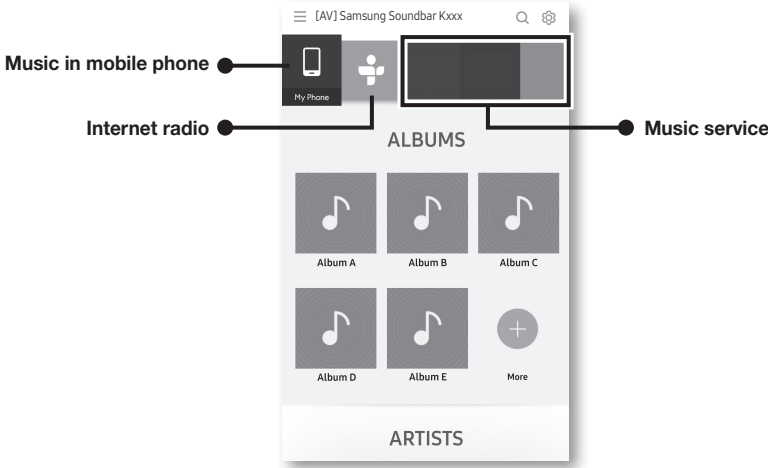 [AV] Samsung Soundbar Kxxx
Music in mobile phone
My Phone
Internet radio
Music service
ALBUMS
Album A
Album B
Album C
Album D
Album E
More
ARTISTS